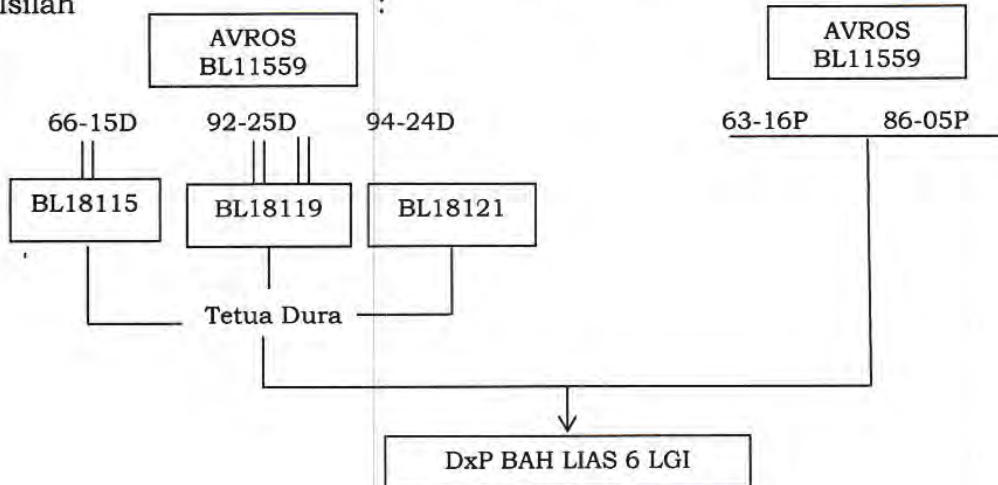 :
AVROS
BL11559
AVROS
BL11559
66-15D 92-25D 94-24D 63-16P 86-05P
BL18115 BL18119 BL18121
Tetua Dura
DxP BAH LIAS 6 LGI